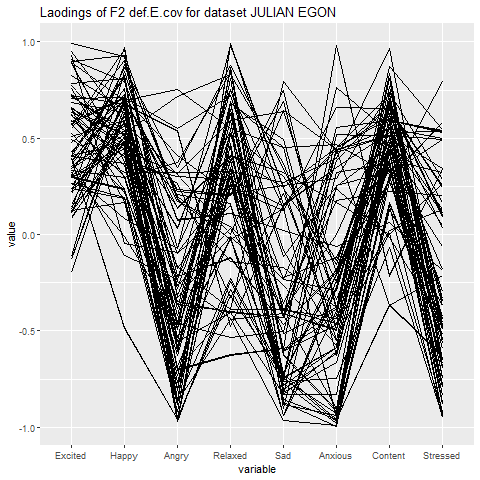 Laodings of F2 def.E.cov for dataset JULIAN EGON
1.0
0.5
0.0
-0.5
-1.0
value
Excited Happy Angry Relaxed Sad Anxious Content Stressed
variable